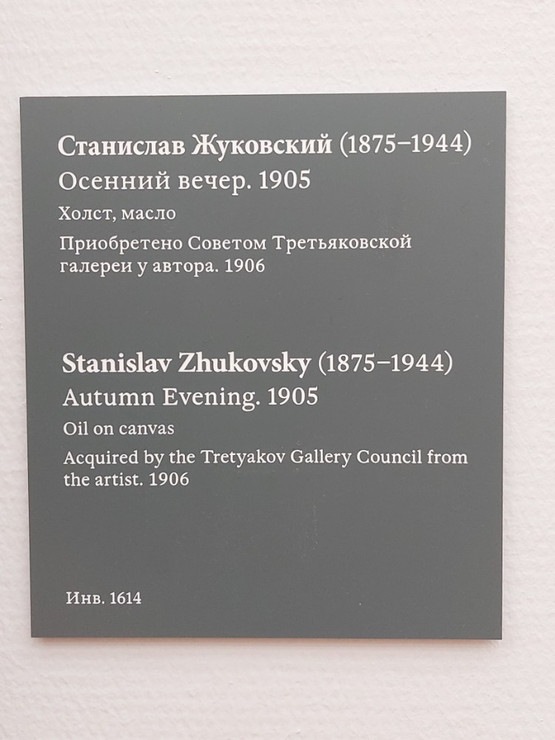 Станислав Жуковский (1875–1944)
Осенний вечер. 1905
Холст, масло
Приобретено Советом Третьяковской
галереи у автора. 1906
Stanislav Zhukovsky (1875–1944)
Autumn Evening. 1905
Oil on canvas
Acquired by the Tretyakov Gallery Council from
the artist. 1906
Инв. 1614